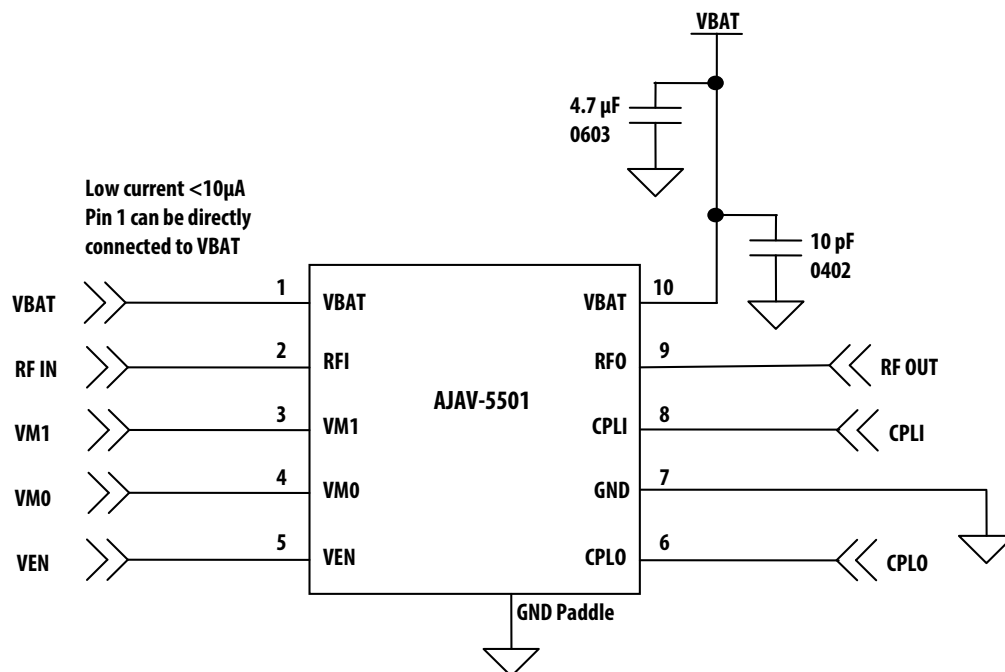 VBAT
4.7 µF
0603
Low current <10µA
Pin 1 can be directly
connected to VBAT
10 pF
0402
VBAT
1
VBAT
VBAT
10
RF IN
2
RFI
RFO
9
RF OUT
AJAV-5501
VM1
3
VM1
CPLI
8
CPLI
VM0
4
VM0
GND
7
VEN
5
VEN
CPLO
6
CPLO
GND Paddle